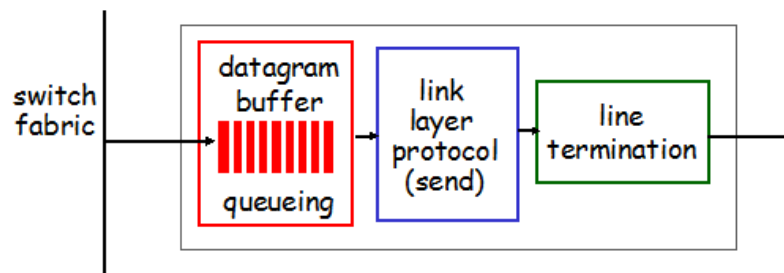 switch
fabric
datagram
buffer
queueing
link
layer
protocol
(send)
line
termination